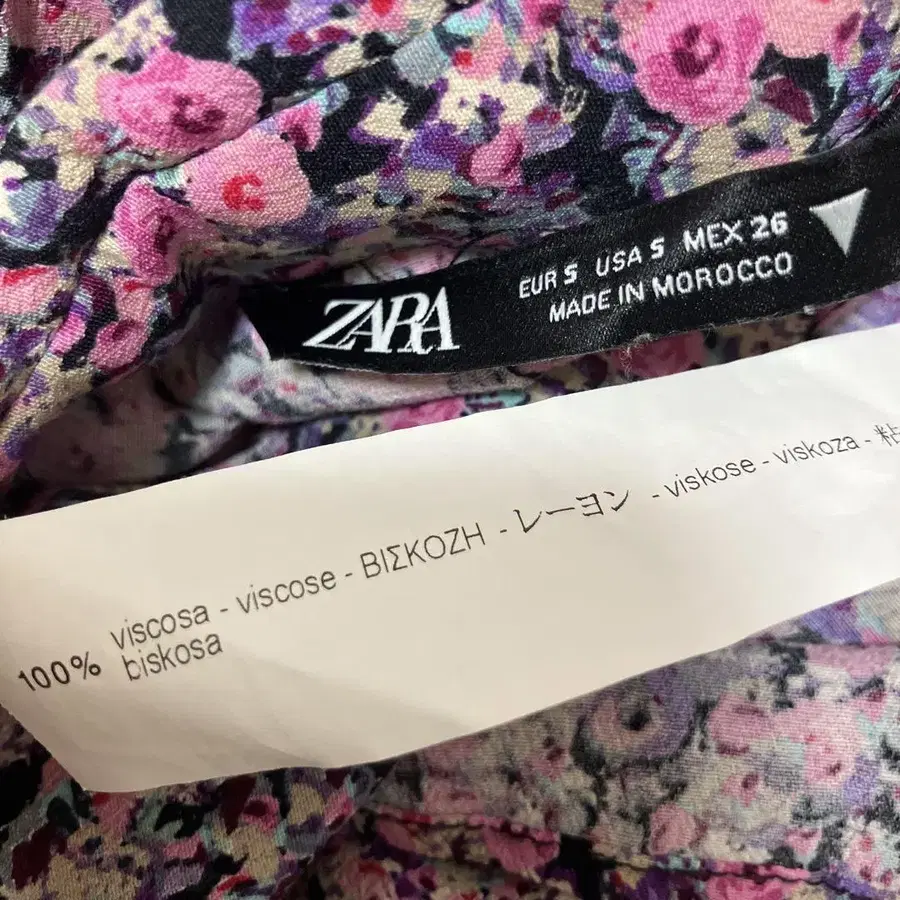 ZARA
EUR S USA S MEX 26
MADE IN MOROCCO
100% viscosa - viscose - ΒΙΣΚΟΖΗ - レーヨン - viskose - viskoza - 粘
biskosa